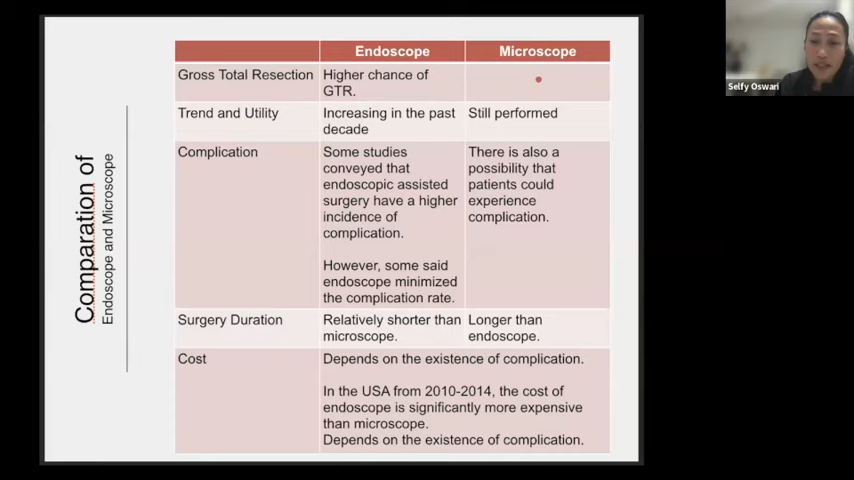 Comparation of
Endoscope and Microscope
Endoscope Microscope
Gross Total Resection Higher chance of
GTR.
Trend and Utility Increasing in the past Still performed
decade
Complication Some studies There is also a
conveyed that possibility that
endoscopic assisted patients could
surgery have a higher experience
incidence of complication.
complication.
However, some said
endoscope minimized
the complication rate.
Surgery Duration Relatively shorter than Longer than
microscope. endoscope.
Cost Depends on the existence of complication.
In the USA from 2010-2014, the cost of
endoscope is significantly more expensive
than microscope.
Depends on the existence of complication.
Selfy Oswari